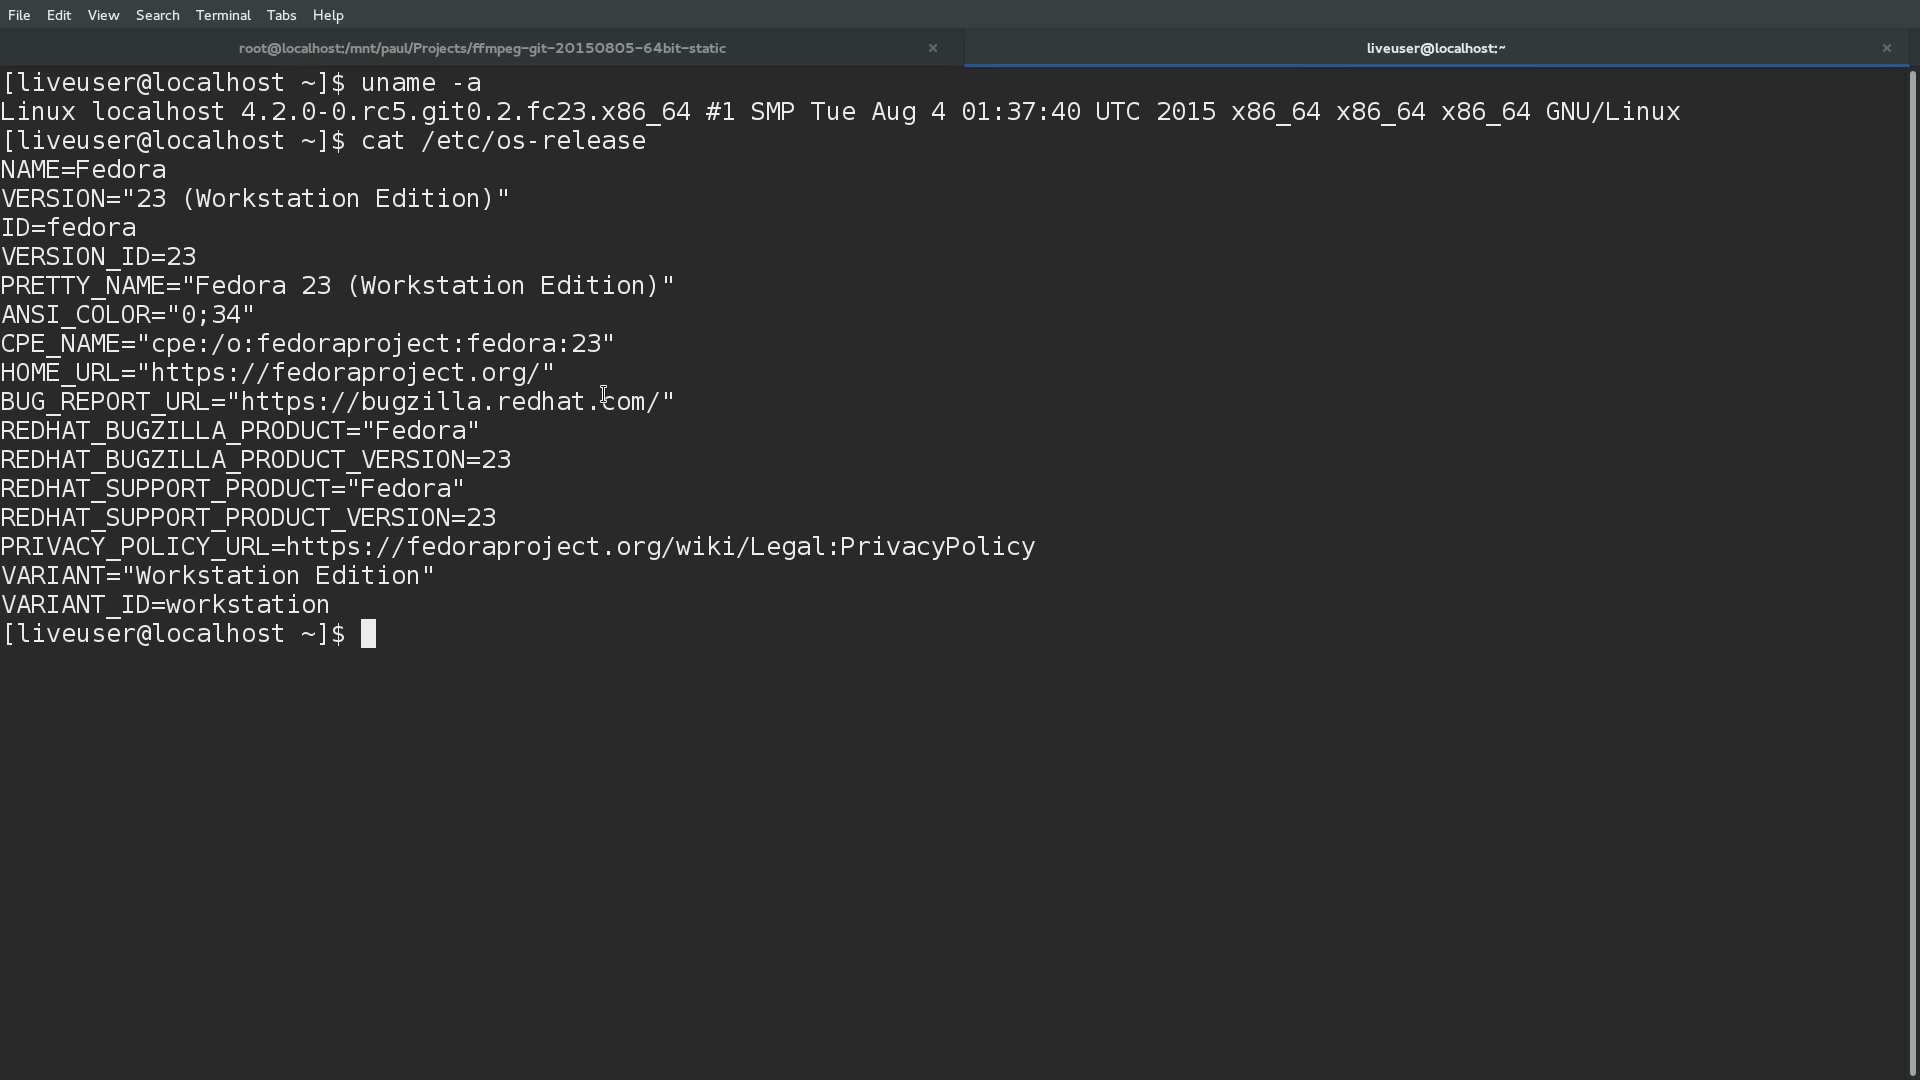 File Edit View Search Terminal Tabs Help
root@localhost:/mnt/paul/Projects/ffmpeg-git-20150805-64bit-static × liveuser@localhost:~ ×
[liveuser@localhost ~]$ uname -a
Linux localhost 4.2.0-0.rc5.git0.2.fc23.x86_64 #1 SMP Tue Aug 4 01:37:40 UTC 2015 x86_64 x86_64 x86_64 GNU/Linux
[liveuser@localhost ~]$ cat /etc/os-release
NAME=Fedora
VERSION="23 (Workstation Edition)"
ID=fedora
VERSION_ID=23
PRETTY_NAME="Fedora 23 (Workstation Edition)"
ANSI_COLOR="0;34"
CPE_NAME="cpe:/o:fedoraproject:fedora:23"
HOME_URL="https://fedoraproject.org/"
BUG_REPORT_URL="https://bugzilla.redhat.com/"
REDHAT_BUGZILLA_PRODUCT="Fedora"
REDHAT_BUGZILLA_PRODUCT_VERSION=23
REDHAT_SUPPORT_PRODUCT="Fedora"
REDHAT_SUPPORT_PRODUCT_VERSION=23
PRIVACY_POLICY_URL=https://fedoraproject.org/wiki/Legal:PrivacyPolicy
VARIANT="Workstation Edition"
VARIANT_ID=workstation
[liveuser@localhost ~]$